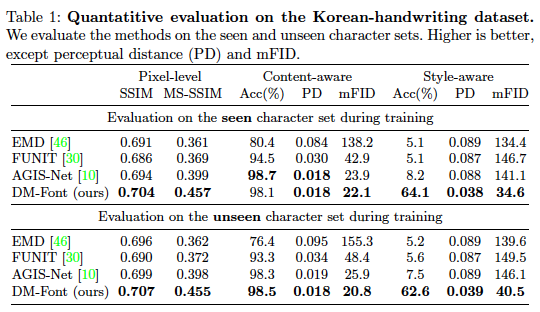 Table 1: Quantatitive evaluation on the Korean-handwriting dataset.
We evaluate the methods on the seen and unseen character sets. Higher is better,
except perceptual distance (PD) and mFID.
Pixel-level Content-aware Style-aware
SSIM MS-SSIM Acc(%) PD mFID Acc(%) PD mFID
Evaluation on the seen character set during training
EMD [46] 0.691 0.361 80.4 0.084 138.2 5.1 0.089 134.4
FUNIT [30] 0.686 0.369 94.5 0.030 42.9 5.1 0.087 146.7
AGIS-Net [10] 0.694 0.399 98.7 0.018 23.9 8.2 0.088 141.1
DM-Font (ours) 0.704 0.457 98.1 0.018 22.1 64.1 0.038 34.6
Evaluation on the unseen character set during training
EMD [46] 0.696 0.362 76.4 0.095 155.3 5.2 0.089 139.6
FUNIT [30] 0.690 0.372 93.3 0.034 48.4 5.6 0.087 149.5
AGIS-Net [10] 0.699 0.398 98.3 0.019 25.9 7.5 0.089 146.1
DM-Font (ours) 0.707 0.455 98.5 0.018 20.8 62.6 0.039 40.5